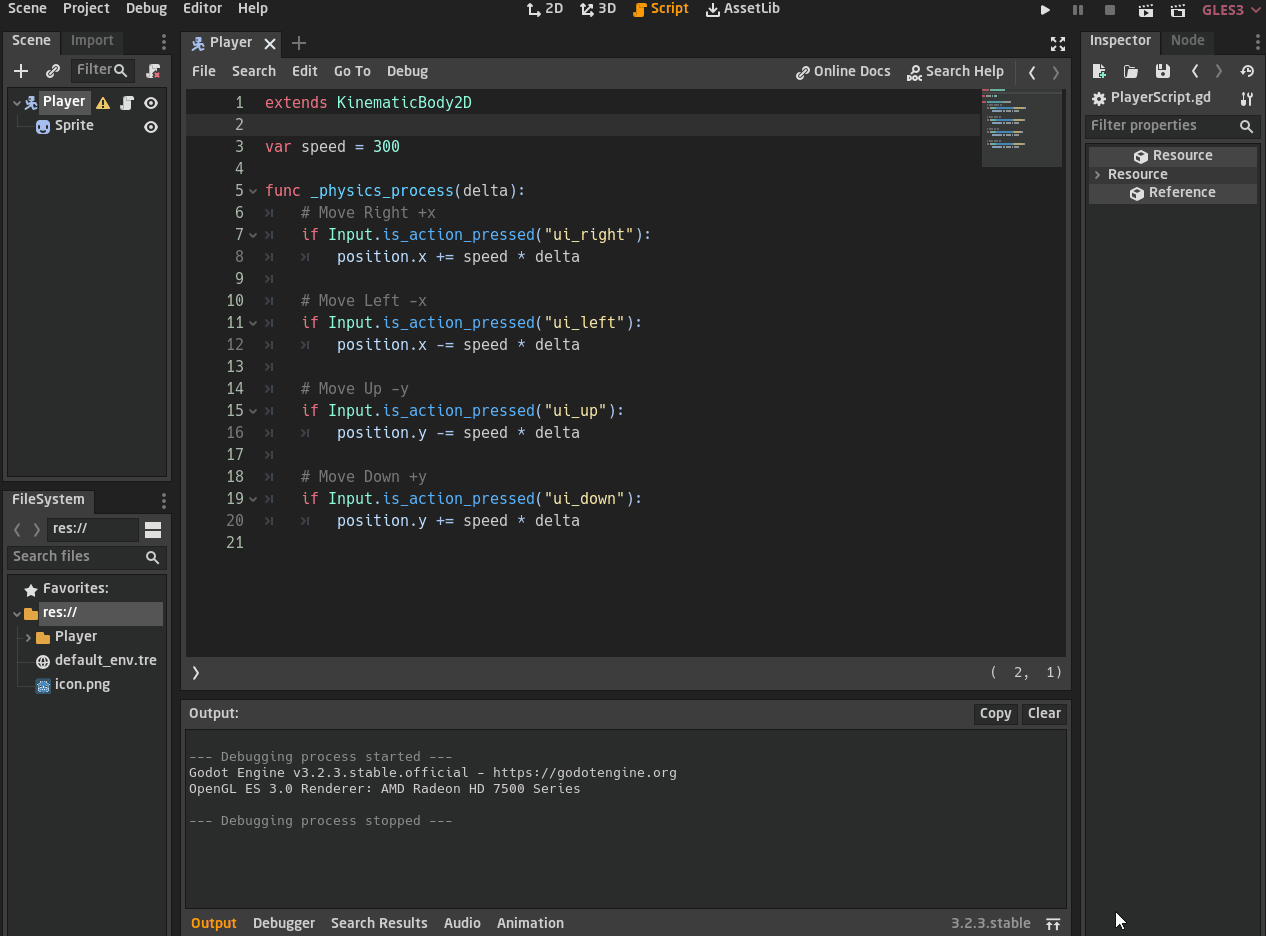 Scene Project Debug Editor Help 2D 3D Script AssetLib GLES3
Scene Import
Filter
Player
Sprite
FileSystem
res://
Search files
Favorites:
res://
Player
default_env.tre
icon.png
Player
File Search Edit Go To Debug Online Docs Search Help
1 extends KinematicBody2D
2
3 var speed = 300
4
5 func _physics_process(delta):
6 # Move Right +x
7 if Input.is_action_pressed("ui_right"):
8 position.x += speed * delta
9
10 # Move Left -x
11 if Input.is_action_pressed("ui_left"):
12 position.x -= speed * delta
13
14 # Move Up -y
15 if Input.is_action_pressed("ui_up"):
16 position.y -= speed * delta
17
18 # Move Down +y
19 if Input.is_action_pressed("ui_down"):
20 position.y += speed * delta
21
( 2, 1)
Output: Copy Clear
--- Debugging process started ---
Godot Engine v3.2.3.stable.official - https://godotengine.org
OpenGL ES 3.0 Renderer: AMD Radeon HD 7500 Series
--- Debugging process stopped ---
Output Debugger Search Results Audio Animation 3.2.3.stable
Inspector Node
PlayerScript.gd
Filter properties
Resource
Resource
Reference